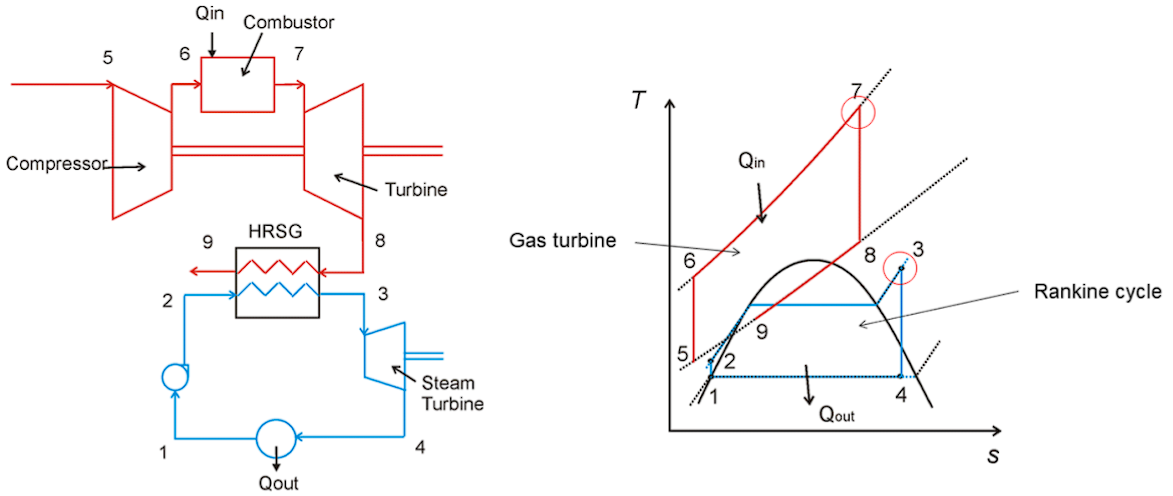 Qin
Combustor
5
6
7
Compressor
Turbine
HRSG
9
8
2
3
Steam
Turbine
1
4
Qout
T
7
Qin
Gas turbine
6
8
3
Rankine cycle
9
5
2
1
4
Qout
s